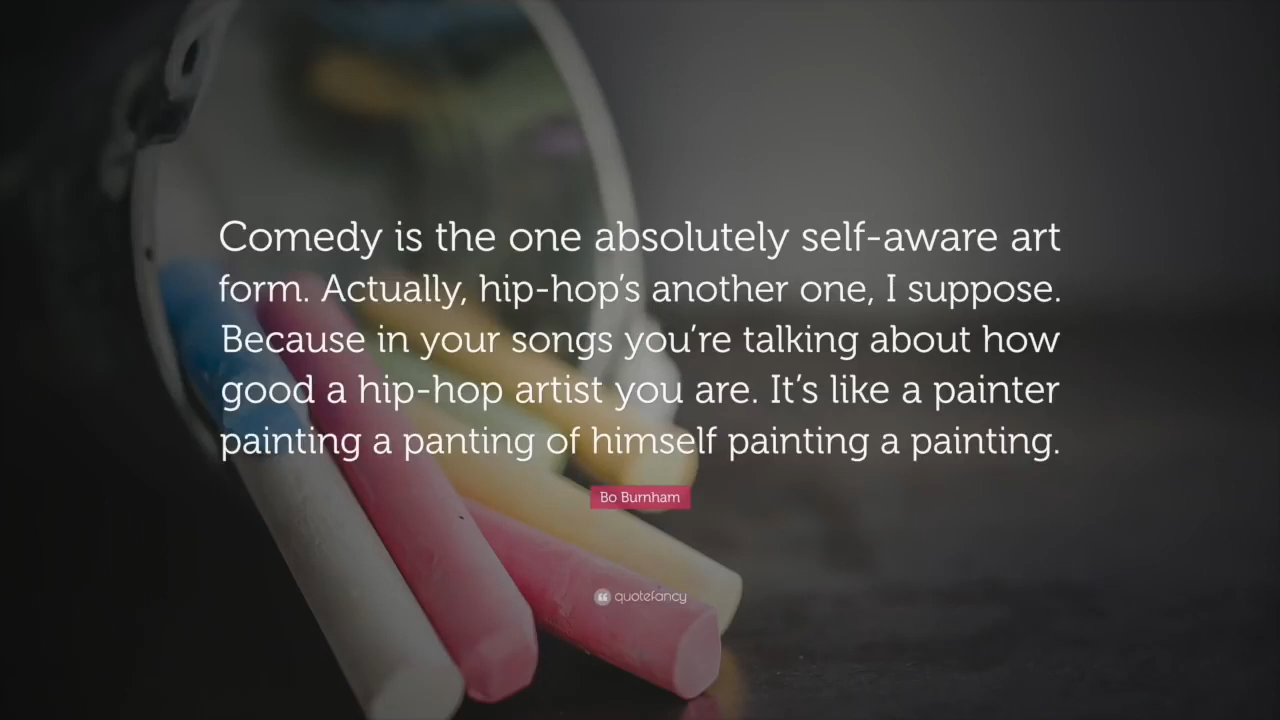 Comedy is the one absolutely self-aware art
form. Actually, hip-hop’s another one, I suppose.
Because in your songs you’re talking about how
good a hip-hop artist you are. It’s like a painter
painting a panting of himself painting a painting.
Bo Burnham
quotefancy